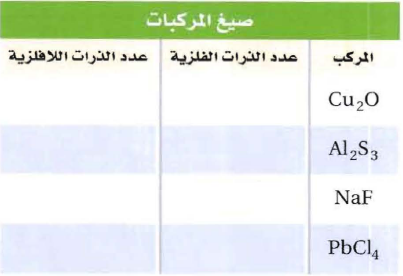 صيغ المركبات
المركب عدد الذرات الفلزية عدد الذرات اللافلزية
Cu₂O
Al₂S₃
NaF
PbCl₄